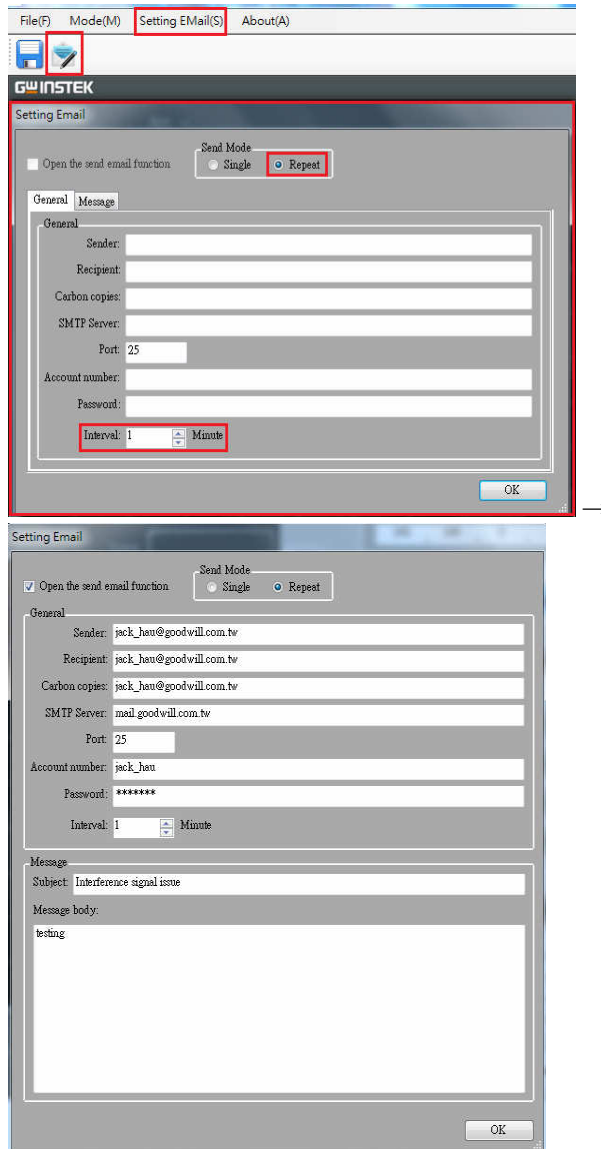 File(F) Mode(M) Setting EMail(S) About(A)
GWINSTEK
Setting Email
Send Mode
Open the send email function Single Repeat
General Message
General
Sender:
Recipient:
Carbon copies:
SMTP Server:
Port: 25
Account number:
Password:
Interval: 1 Minute
OK
Setting Email
Send Mode
Open the send email function Single Repeat
General
Sender: jack_hau@goodwill.com.tw
Recipient: jack_hau@goodwill.com.tw
Carbon copies: jack_hau@goodwill.com.tw
SMTP Server: mail.goodwill.com.tw
Port: 25
Account number: jack_hau
Password: *******
Interval: 1 Minute
Message
Subject: Interference signal issue
Message body:
testing
OK